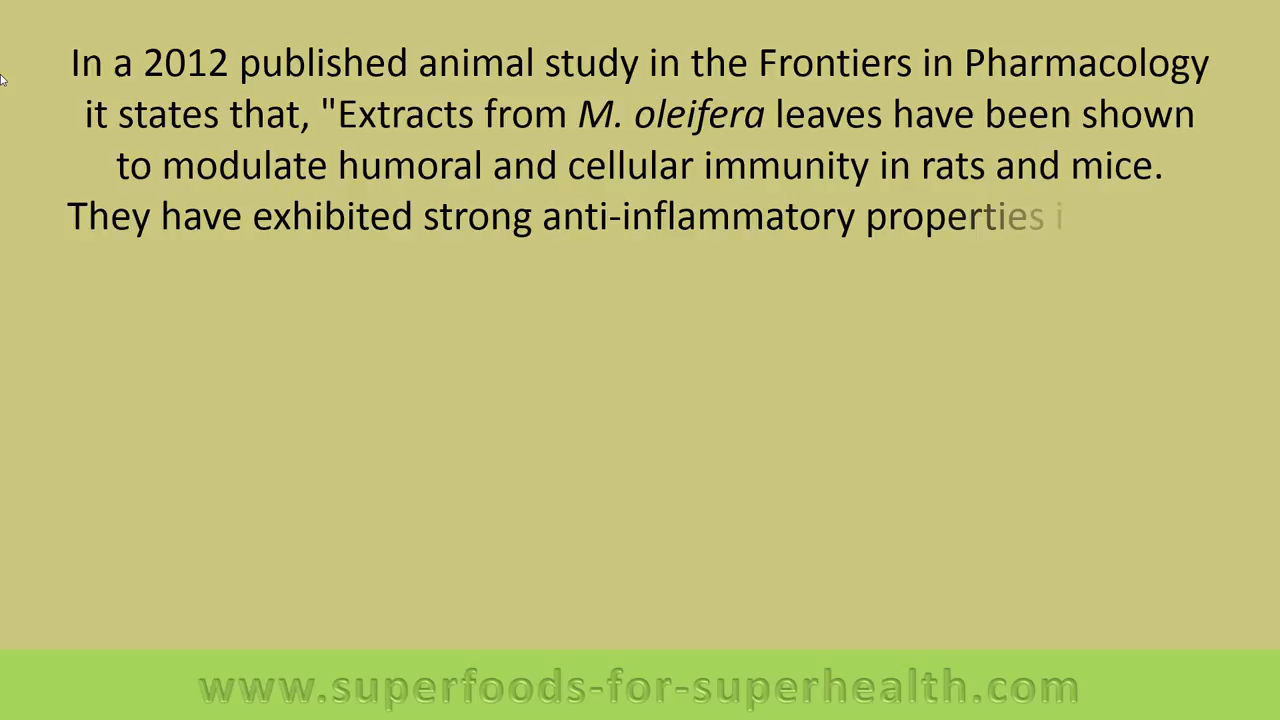 In a 2012 published animal study in the Frontiers in Pharmacology
it states that, "Extracts from M. oleifera leaves have been shown
to modulate humoral and cellular immunity in rats and mice.
They have exhibited strong anti-inflammatory properties i
www.superfoods-for-superhealth.com